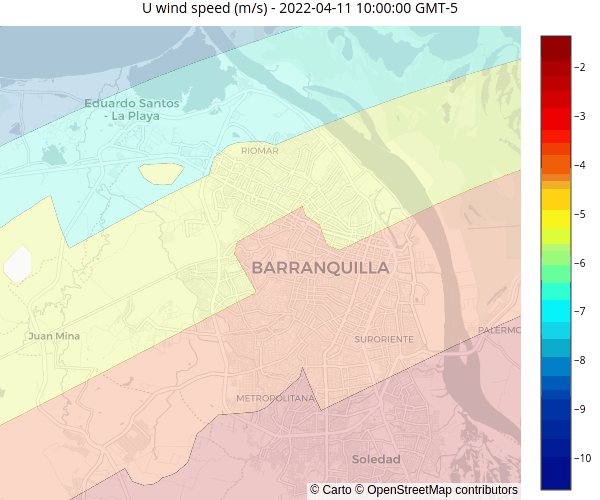 U wind speed (m/s) - 2022-04-11 10:00:00 GMT-5
Eduardo Santos
- La Playa
RIOMAR
BARRANQUILLA
Juan Mina
SURORIENTE
PALERMO
METROPOLITANA
Soledad
© Carto © OpenStreetMap contributors
−2
−3
−4
−5
−6
−7
−8
−9
−10